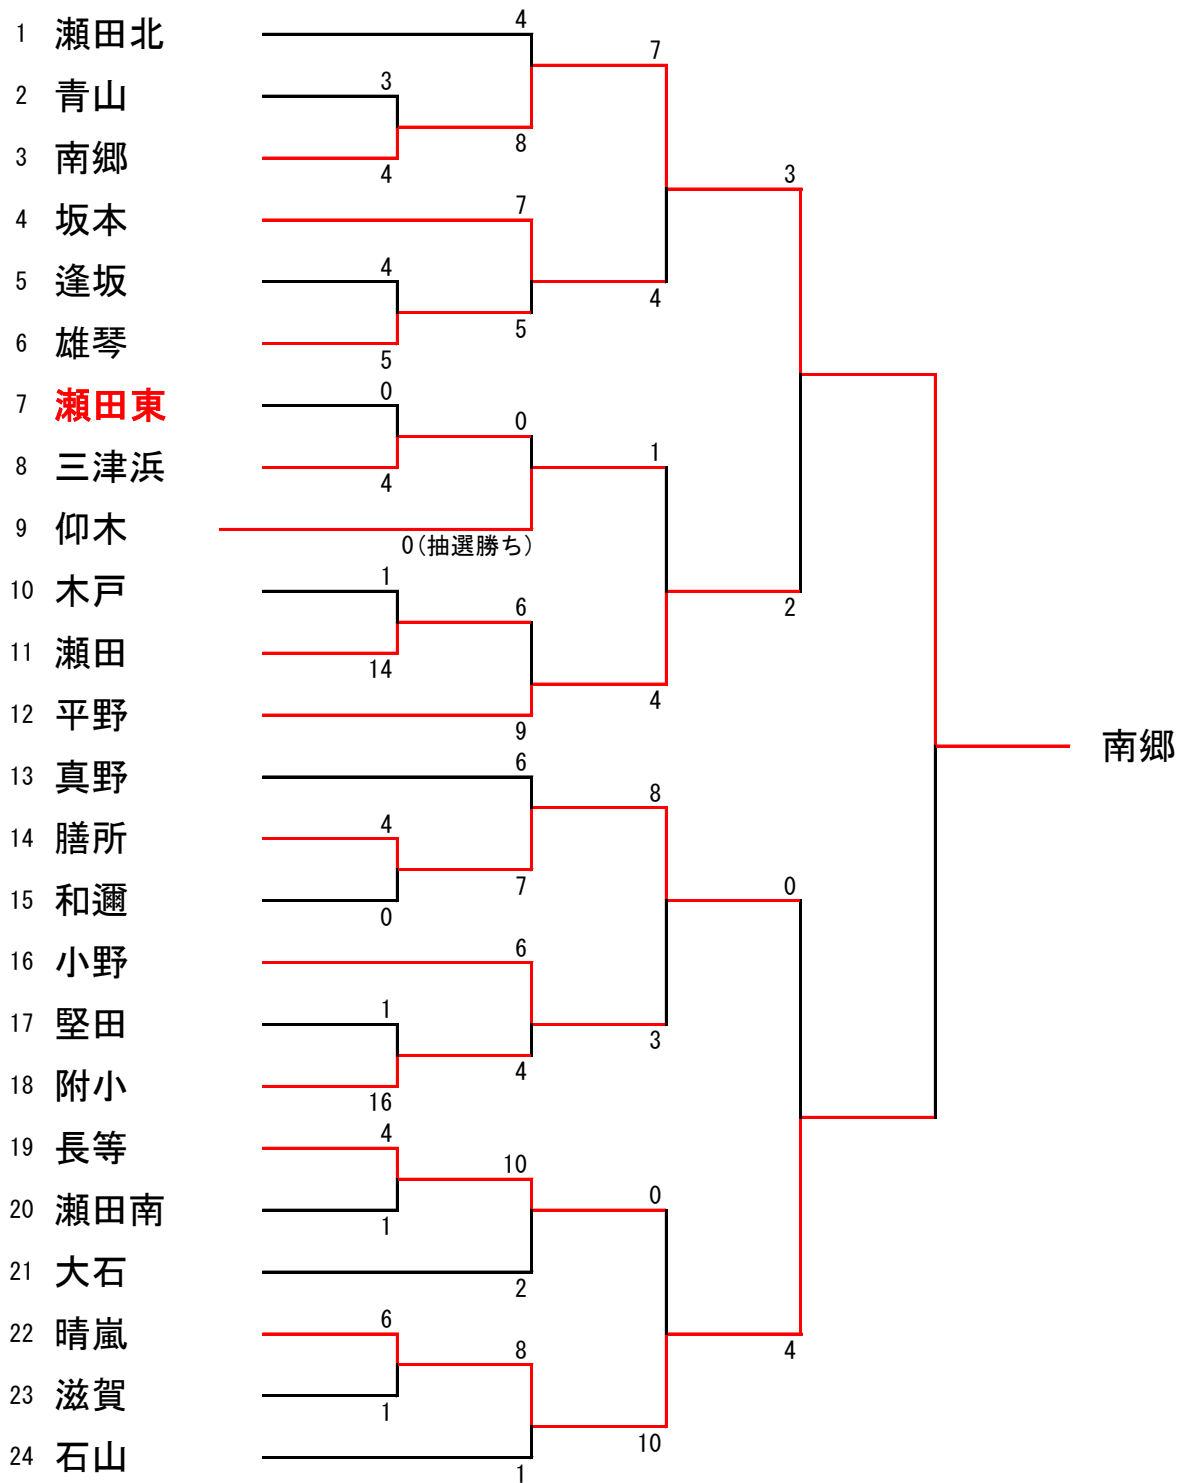 1 瀬田北 4
7
2 青山 3
8
3 南郷 4
3
4 坂本 7
5 逢坂 4
4
5
6 雄琴 5
7 瀬田東 0
0
1
8 三津浜 4
9 仰木
0(抽選勝ち)
10 木戸 1
6
2
11 瀬田 14
4
12 平野 9
南郷
13 真野 6
8
14 膳所 4
7
15 和邇 0
0
16 小野 6
17 堅田 1
3
4
18 附小 16
19 長等 4
10
0
20 瀬田南 1
21 大石 2
22 晴嵐 6
8
4
23 滋賀 1
10
24 石山 1